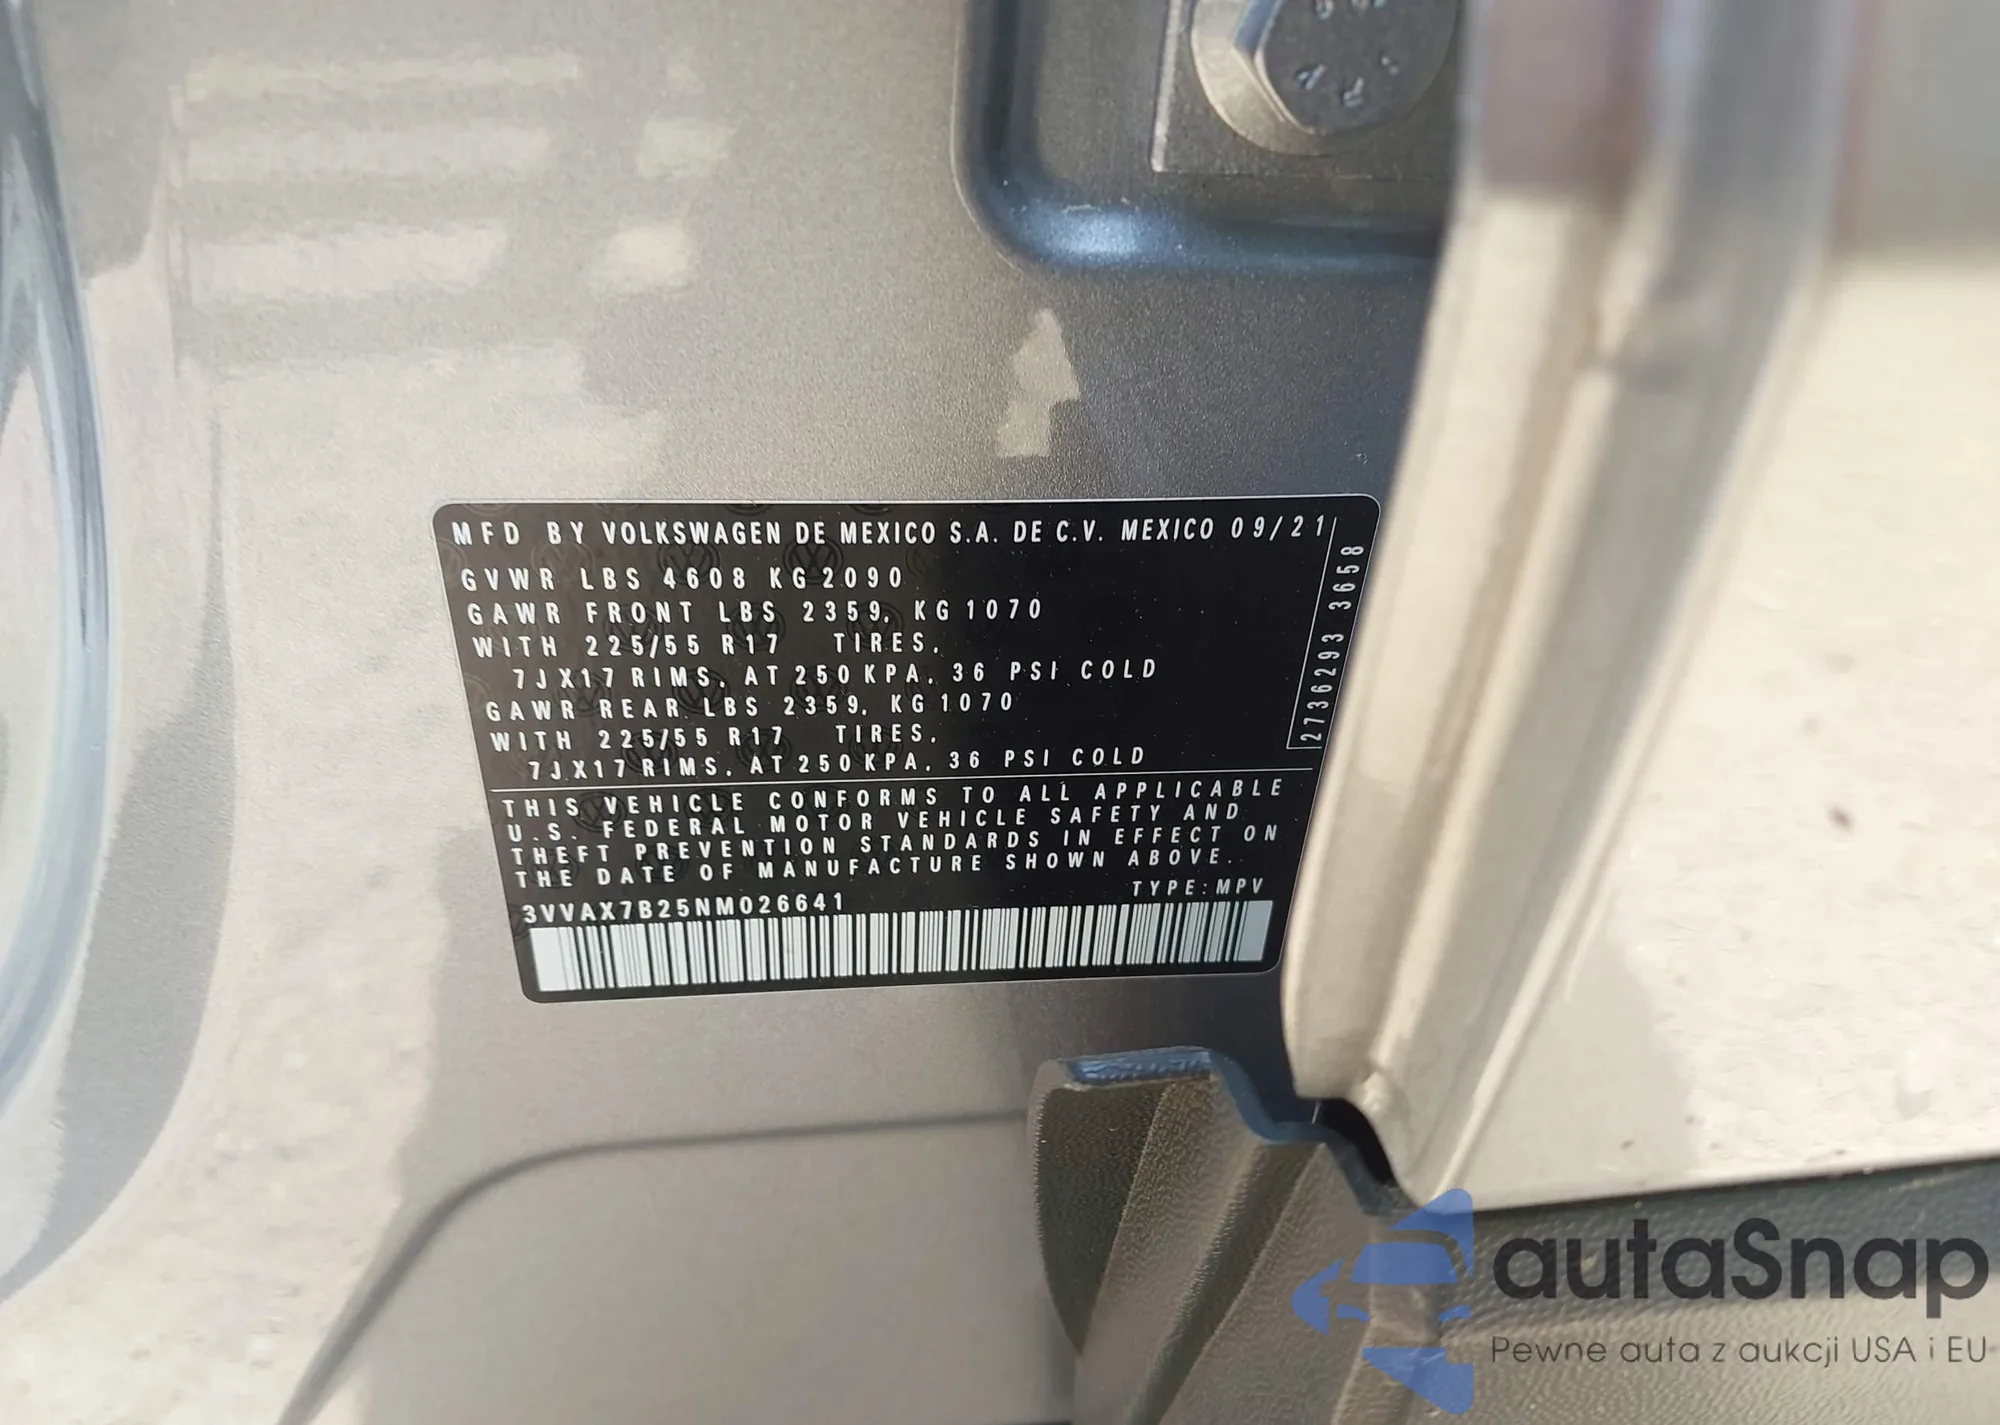 MFD BY VOLKSWAGEN DE MEXICO S.A. DE C.V. MEXICO 09/21
GVWR LBS 4608 KG 2090
GAWR FRONT LBS 2359, KG 1070
WITH 225/55 R17 TIRES,
7JX17 RIMS, AT 250 KPA, 36 PSI COLD
GAWR REAR LBS 2359, KG 1070
WITH 225/55 R17 TIRES,
7JX17 RIMS, AT 250 KPA, 36 PSI COLD
2736293 3658
THIS VEHICLE CONFORMS TO ALL APPLICABLE
U.S. FEDERAL MOTOR VEHICLE SAFETY AND
THEFT PREVENTION STANDARDS IN EFFECT ON
THE DATE OF MANUFACTURE SHOWN ABOVE.
TYPE: MPV
3VVAX7B25NM026641
autaSnap
Pewne auta z aukcji USA i EU